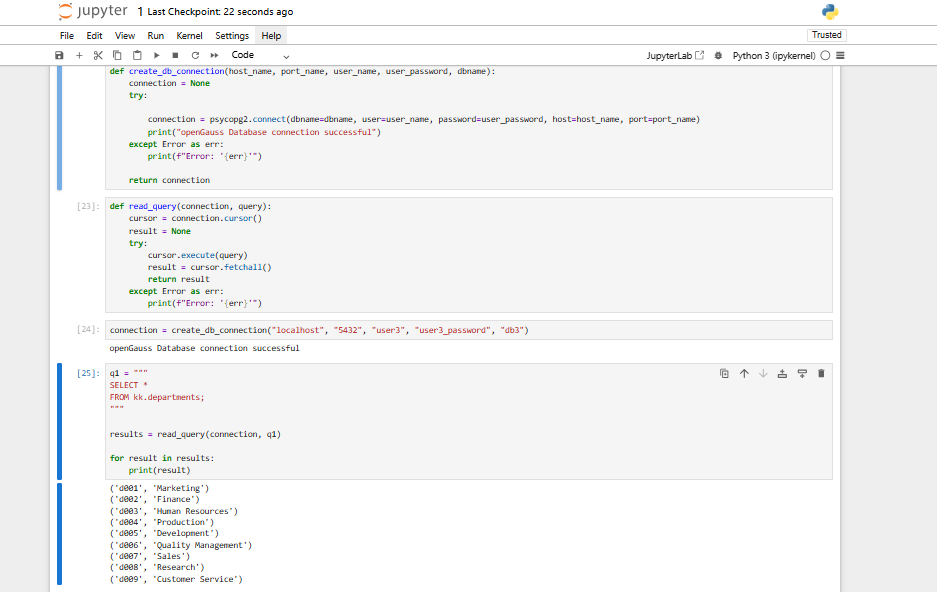 jupyter 1 Last Checkpoint: 22 seconds ago
File Edit View Run Kernel Settings Help
Trusted
Code
JupyterLab
Python 3 (ipykernel)
def create_db_connection(host_name, port_name, user_name, user_password, dbname):
    connection = None
    try:
        connection = psycopg2.connect(dbname=dbname, user=user_name, password=user_password, host=host_name, port=port_name)
        print("openGauss Database connection successful")
    except Error as err:
        print(f"Error: '{err}'")
    return connection
[23]:
def read_query(connection, query):
    cursor = connection.cursor()
    result = None
    try:
        cursor.execute(query)
        result = cursor.fetchall()
        return result
    except Error as err:
        print(f"Error: '{err}'")
[24]:
connection = create_db_connection("localhost", "5432", "user3", "user3_password", "db3")
openGauss Database connection successful
[25]:
q1 = """
SELECT *
FROM kk.departments;
"""
results = read_query(connection, q1)
for result in results:
    print(result)
('d001', 'Marketing')
('d002', 'Finance')
('d003', 'Human Resources')
('d004', 'Production')
('d005', 'Development')
('d006', 'Quality Management')
('d007', 'Sales')
('d008', 'Research')
('d009', 'Customer Service')